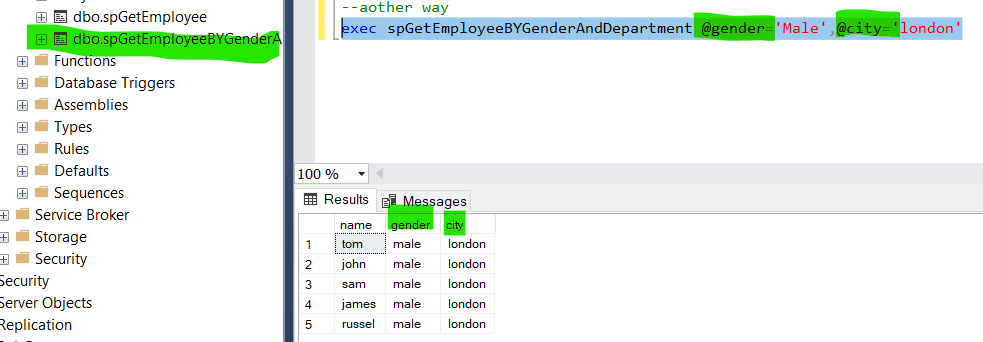 dbo.spGetEmployee
dbo.spGetEmployeeBYGenderA
Functions
Database Triggers
Assemblies
Types
Rules
Defaults
Sequences
Service Broker
Storage
Security
Security
Server Objects
Replication
--aother way
exec spGetEmployeeBYGenderAndDepartment @gender='Male',@city='london'
100 %
Results Messages
name gender city
1 tom male london
2 john male london
3 sam male london
4 james male london
5 russel male london